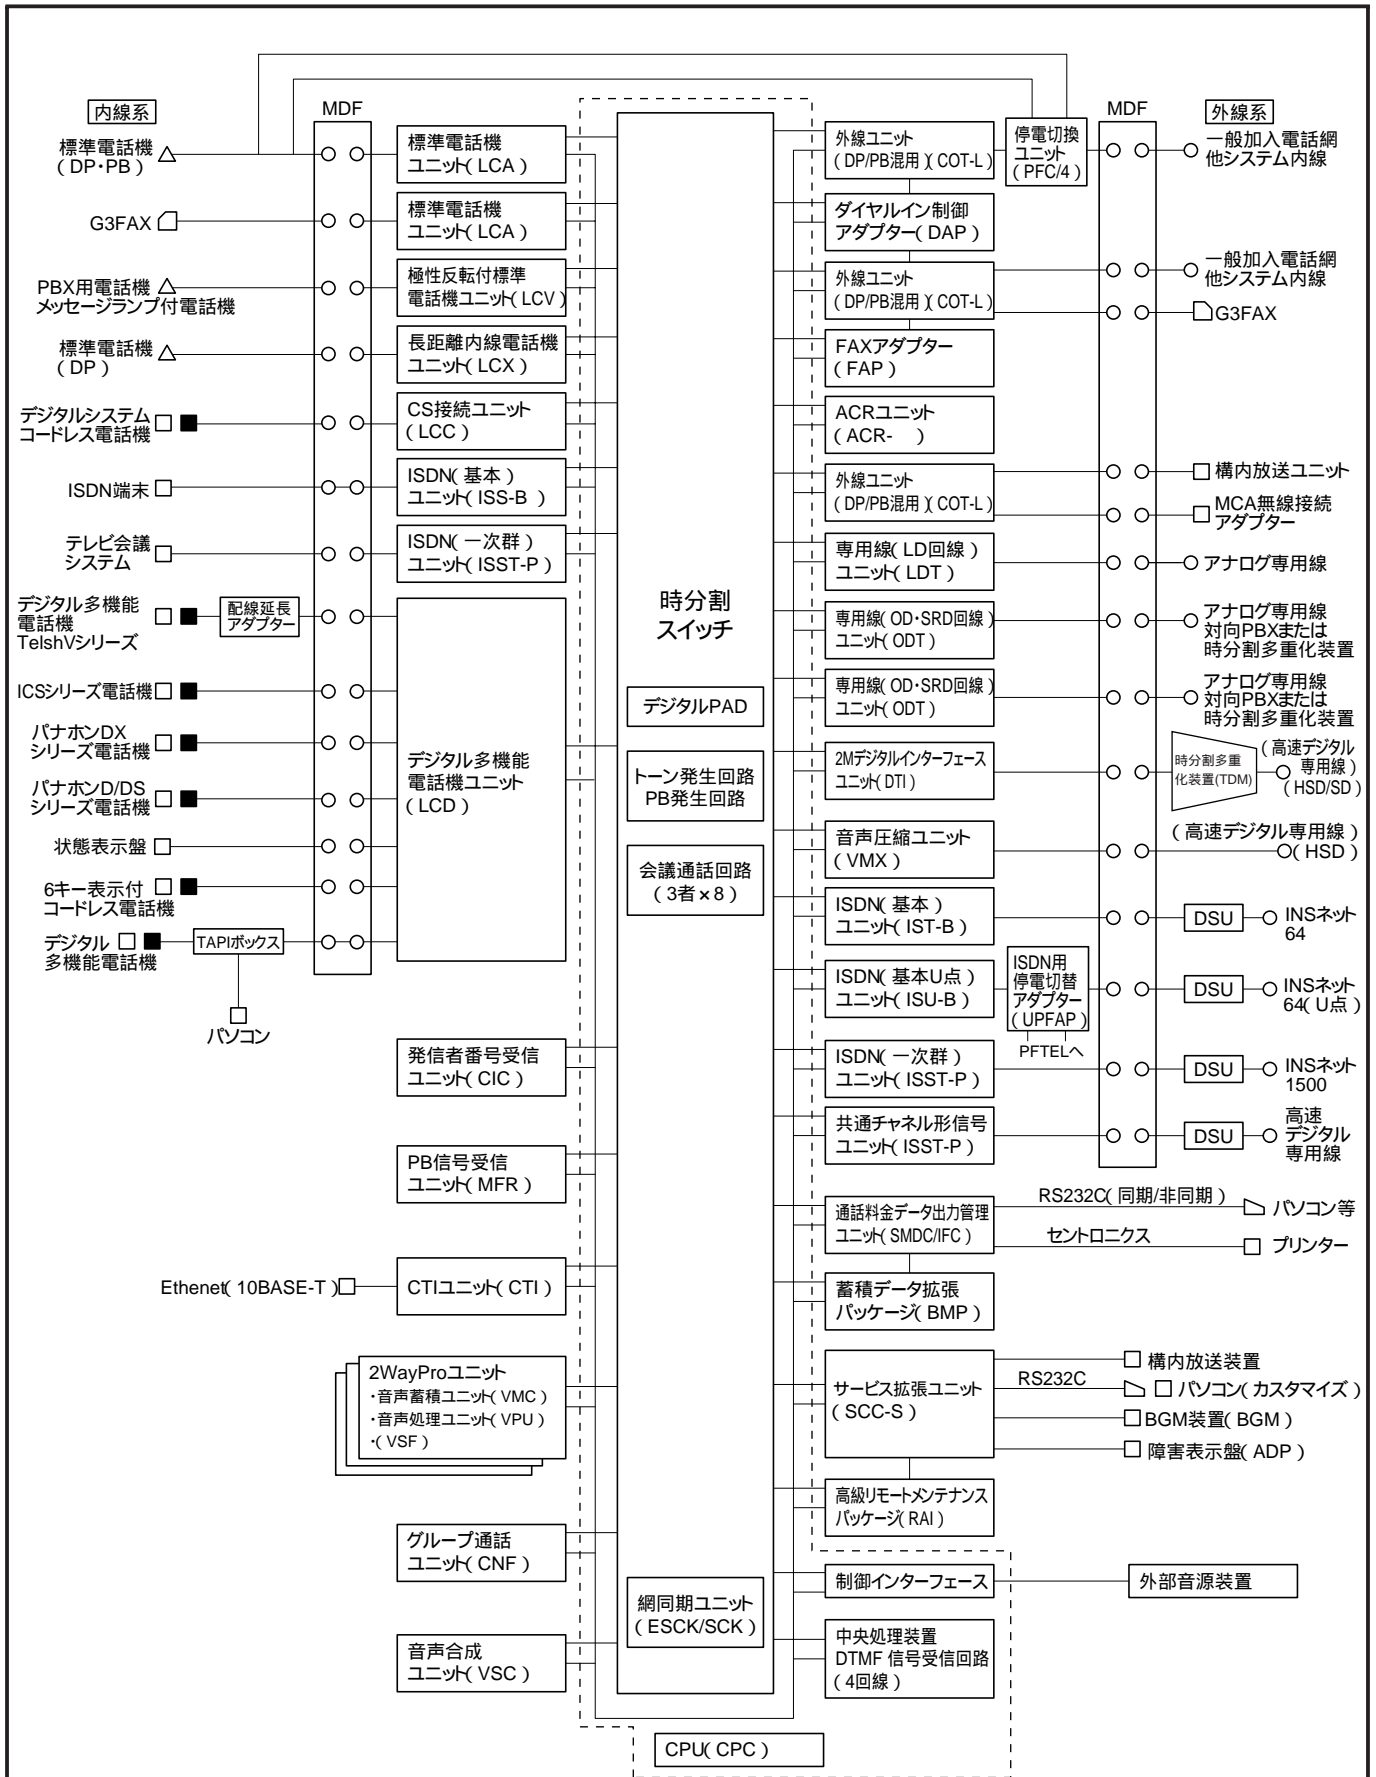 内線系
MDF
標準電話機
(DP・PB)
G3FAX
PBX用電話機
メッセージランプ付電話機
標準電話機
(DP)
デジタルシステム
コードレス電話機
ISDN端末
テレビ会議
システム
デジタル多機能
電話機
TelshVシリーズ
配線延長
アダプター
ICSシリーズ電話機
パナホンDX
シリーズ電話機
パナホンD/DS
シリーズ電話機
状態表示盤
6キー表示付
コードレス電話機
デジタル
多機能電話機
TAPIボックス
パソコン
Ethenet(10BASE-T)
標準電話機
ユニット(LCA)
標準電話機
ユニット(LCA)
極性反転付標準
電話機ユニット(LCV)
長距離内線電話機
ユニット(LCX)
CS接続ユニット
(LCC)
ISDN(基本)
ユニット(ISS-B)
ISDN(一次群)
ユニット(ISST-P)
デジタル多機能
電話機ユニット
(LCD)
発信者番号受信
ユニット(CIC)
PB信号受信
ユニット(MFR)
CTIユニット(CTI)
2WayProユニット
・音声蓄積ユニット(VMC)
・音声処理ユニット(VPU)
・(VSF)
グループ通話
ユニット(CNF)
音声合成
ユニット(VSC)
時分割
スイッチ
デジタルPAD
トーン発生回路
PB発生回路
会議通話回路
(3者×8)
網同期ユニット
(ESCK/SCK)
CPU(CPC)
外線ユニット
(DP/PB混用)(COT-L)
ダイヤルイン制御
アダプター(DAP)
外線ユニット
(DP/PB混用)(COT-L)
FAXアダプター
(FAP)
ACRユニット
(ACR- )
外線ユニット
(DP/PB混用)(COT-L)
専用線(LD回線)
ユニット(LDT)
専用線(OD・SRD回線)
ユニット(ODT)
専用線(OD・SRD回線)
ユニット(ODT)
2Mデジタルインターフェース
ユニット(DTI)
音声圧縮ユニット
(VMX)
ISDN(基本)
ユニット(IST-B)
ISDN(基本U点)
ユニット(ISU-B)
ISDN(一次群)
ユニット(ISST-P)
共通チャネル形信号
ユニット(ISST-P)
通話料金データ出力管理
ユニット(SMDC/IFC)
蓄積データ拡張
パッケージ(BMP)
サービス拡張ユニット
(SCC-S)
高級リモートメンテナンス
パッケージ(RAI)
制御インターフェース
中央処理装置
DTMF 信号受信回路
(4回線)
停電切換
ユニット
(PFC/4)
ISDN用
停電切替
アダプター
(UPFAP)
PFTELへ
MDF
外線系
一般加入電話網
他システム内線
一般加入電話網
他システム内線
G3FAX
構内放送ユニット
MCA無線接続
アダプター
アナログ専用線
アナログ専用線
対向PBXまたは
時分割多重化装置
アナログ専用線
対向PBXまたは
時分割多重化装置
時分割多重
化装置(TDM)
(高速デジタル
専用線)
(HSD/SD)
(高速デジタル専用線)
(HSD)
DSU
INSネット
64
DSU
INSネット
64(U点)
DSU
INSネット
1500
DSU
高速
デジタル
専用線
RS232C(同期/非同期)
パソコン等
セントロニクス
プリンター
構内放送装置
RS232C
パソコン(カスタマイズ)
BGM装置(BGM)
障害表示盤(ADP)
外部音源装置